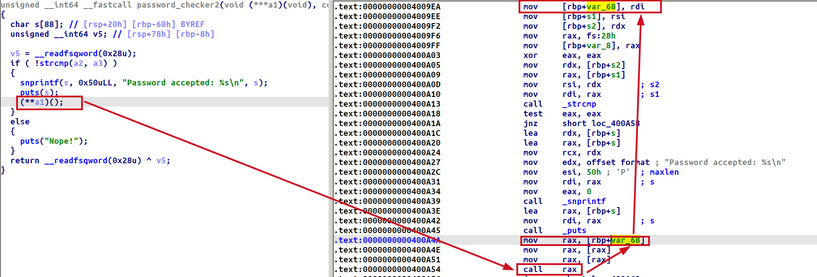 unsigned __int64 __fastcall password_checker2(void (***a1)(void), co
{
char s[88]; // [rsp+20h] [rbp-60h] BYREF
unsigned __int64 v5; // [rsp+78h] [rbp-8h]
v5 = __readfsqword(0x28u);
if ( !strcmp(a2, a3) )
{
snprintf(s, 0x50uLL, "Password accepted: %s\n", s);
puts(s);
(**a1)();
}
else
{
puts("Nope!");
}
return __readfsqword(0x28u) ^ v5;
}
.text:00000000004009EA mov [rbp+var_68], rdi
.text:00000000004009EE mov [rbp+s1], rsi
.text:00000000004009F2 mov [rbp+s2], rdx
.text:00000000004009F6 mov rax, fs:28h
.text:00000000004009FF mov [rbp+var_8], rax
.text:0000000000400A03 xor eax, eax
.text:0000000000400A05 mov rdx, [rbp+s2]
.text:0000000000400A09 mov rax, [rbp+s1]
.text:0000000000400A0D mov rsi, rdx ; s2
.text:0000000000400A10 mov rdi, rax ; s1
.text:0000000000400A13 call _strcmp
.text:0000000000400A18 test eax, eax
.text:0000000000400A1A jnz short loc_400A58
.text:0000000000400A1C lea rdx, [rbp+s]
.text:0000000000400A20 lea rax, [rbp+s]
.text:0000000000400A24 mov rcx, rdx
.text:0000000000400A27 mov edx, offset format ; "Password accepted: %s\n"
.text:0000000000400A2C mov esi, 50h ; 'P' ; maxlen
.text:0000000000400A31 mov rdi, rax ; s
.text:0000000000400A34 mov eax, 0
.text:0000000000400A39 call _snprintf
.text:0000000000400A3E lea rax, [rbp+s]
.text:0000000000400A42 mov rdi, rax ; s
.text:0000000000400A45 call _puts
.text:0000000000400A4A mov rax, [rbp+var_68]
.text:0000000000400A4E mov rax, [rax]
.text:0000000000400A51 mov rax, [rax]
.text:0000000000400A54 call rax